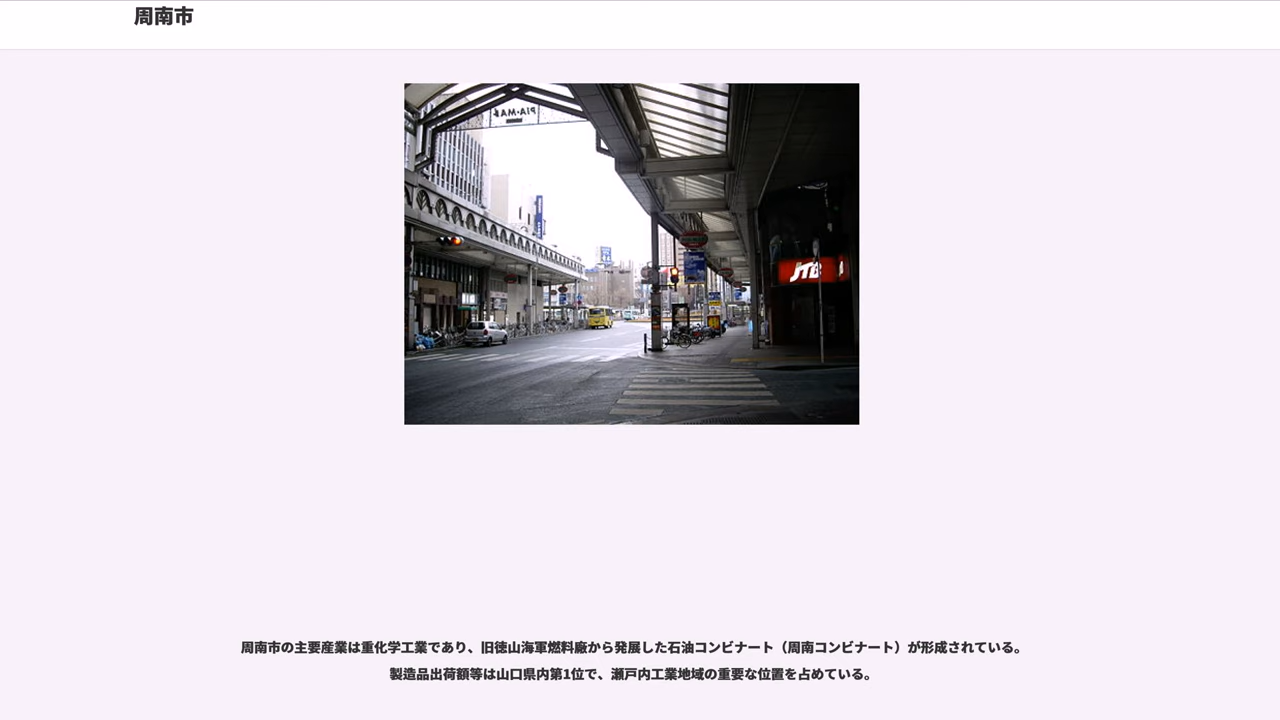 周南市
PIA·MALL
JTB
周南市の主要産業は重化学工業であり、旧徳山海軍燃料廠から発展した石油コンビナート（周南コンビナート）が形成されている。
製造品出荷額等は山口県内第1位で、瀬戸内工業地域の重要な位置を占めている。